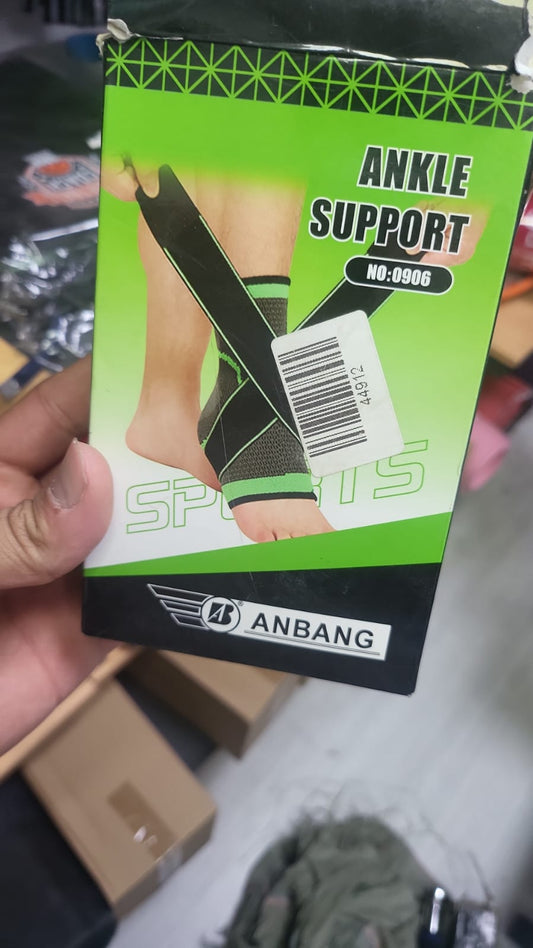 ANKLE
SUPPORT
NO:0906
44912
SPORTS
AB®
ANBANG